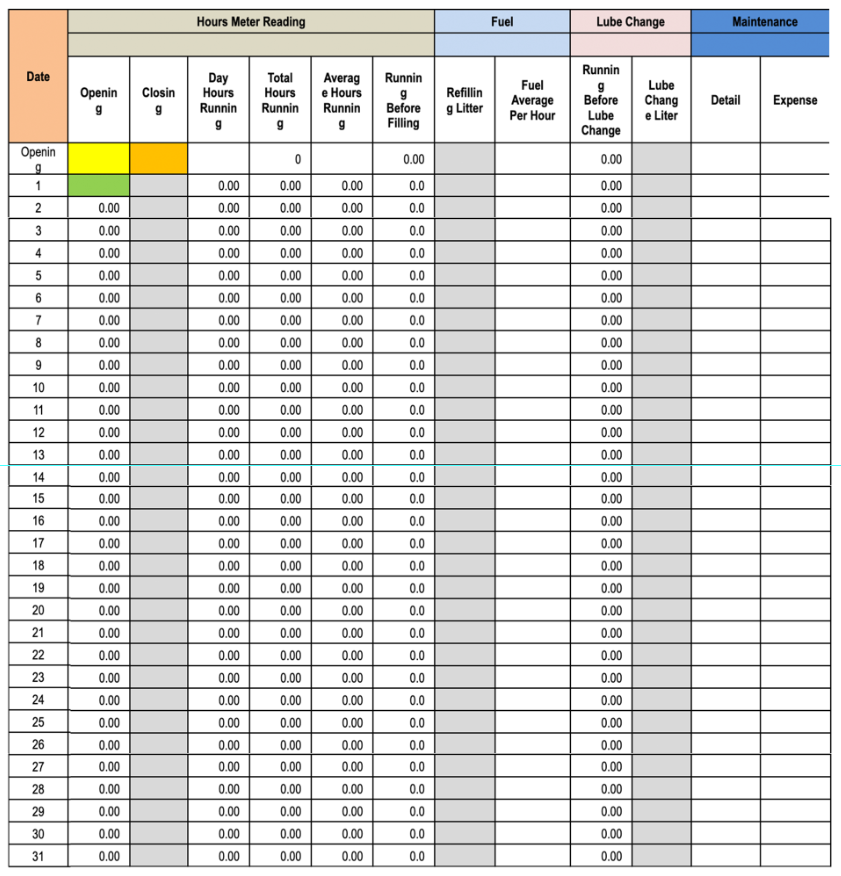 Hours Meter Reading Fuel Lube Change Maintenance
Date
Openin
g
Closin
g
Day
Hours
Runnin
g
Total
Hours
Runnin
g
Averag
e Hours
Runnin
g
Runnin
g
Before
Filling
Refillin
g Litter
Fuel
Average
Per Hour
Runnin
g
Before
Lube
Change
Lube
Chang
e Liter
Detail
Expense
Openin
g
0 0.00 0.00
1 0.00 0.00 0.00 0.0 0.00
2 0.00 0.00 0.00 0.00 0.0 0.00
3 0.00 0.00 0.00 0.00 0.0 0.00
4 0.00 0.00 0.00 0.00 0.0 0.00
5 0.00 0.00 0.00 0.00 0.0 0.00
6 0.00 0.00 0.00 0.00 0.0 0.00
7 0.00 0.00 0.00 0.00 0.0 0.00
8 0.00 0.00 0.00 0.00 0.0 0.00
9 0.00 0.00 0.00 0.00 0.0 0.00
10 0.00 0.00 0.00 0.00 0.0 0.00
11 0.00 0.00 0.00 0.00 0.0 0.00
12 0.00 0.00 0.00 0.00 0.0 0.00
13 0.00 0.00 0.00 0.00 0.0 0.00
14 0.00 0.00 0.00 0.00 0.0 0.00
15 0.00 0.00 0.00 0.00 0.0 0.00
16 0.00 0.00 0.00 0.00 0.0 0.00
17 0.00 0.00 0.00 0.00 0.0 0.00
18 0.00 0.00 0.00 0.00 0.0 0.00
19 0.00 0.00 0.00 0.00 0.0 0.00
20 0.00 0.00 0.00 0.00 0.0 0.00
21 0.00 0.00 0.00 0.00 0.0 0.00
22 0.00 0.00 0.00 0.00 0.0 0.00
23 0.00 0.00 0.00 0.00 0.0 0.00
24 0.00 0.00 0.00 0.00 0.0 0.00
25 0.00 0.00 0.00 0.00 0.0 0.00
26 0.00 0.00 0.00 0.00 0.0 0.00
27 0.00 0.00 0.00 0.00 0.0 0.00
28 0.00 0.00 0.00 0.00 0.0 0.00
29 0.00 0.00 0.00 0.00 0.0 0.00
30 0.00 0.00 0.00 0.00 0.0 0.00
31 0.00 0.00 0.00 0.00 0.0 0.00